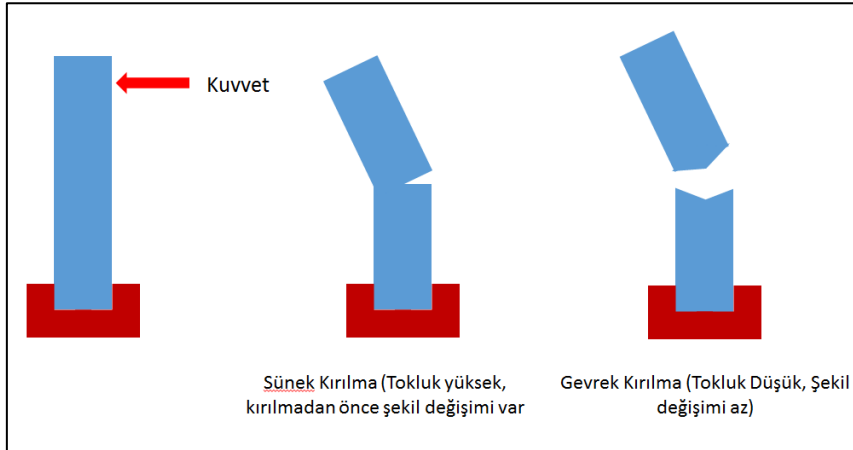 Kuvvet
Sünek Kırılma (Tokluk yüksek,
kırılmadan önce şekil değişimi var
Gevrek Kırılma (Tokluk Düşük, Şekil
değişimi az)